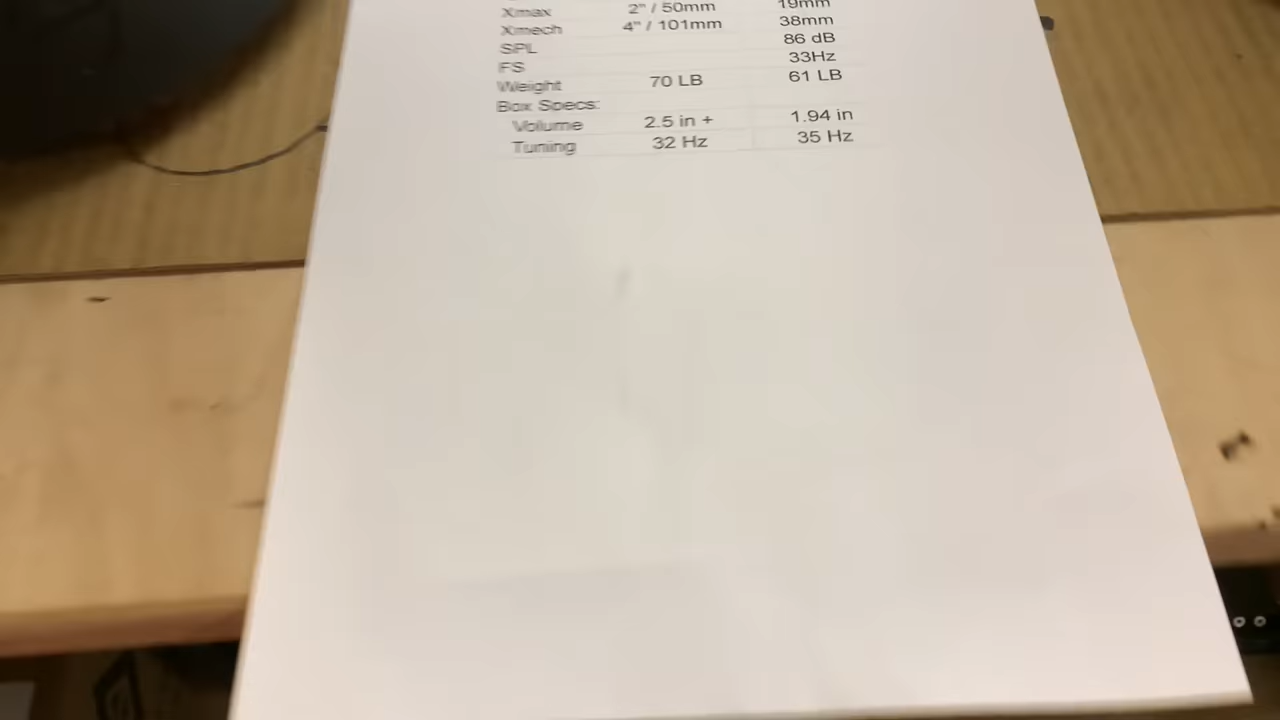 Xmax 2" / 50mm 19mm
Xmech 4" / 101mm 38mm
SPL 86 dB
FS 33Hz
Weight 70 LB 61 LB
Box Specs:
Volume 2.5 in + 1.94 in
Tuning 32 Hz 35 Hz